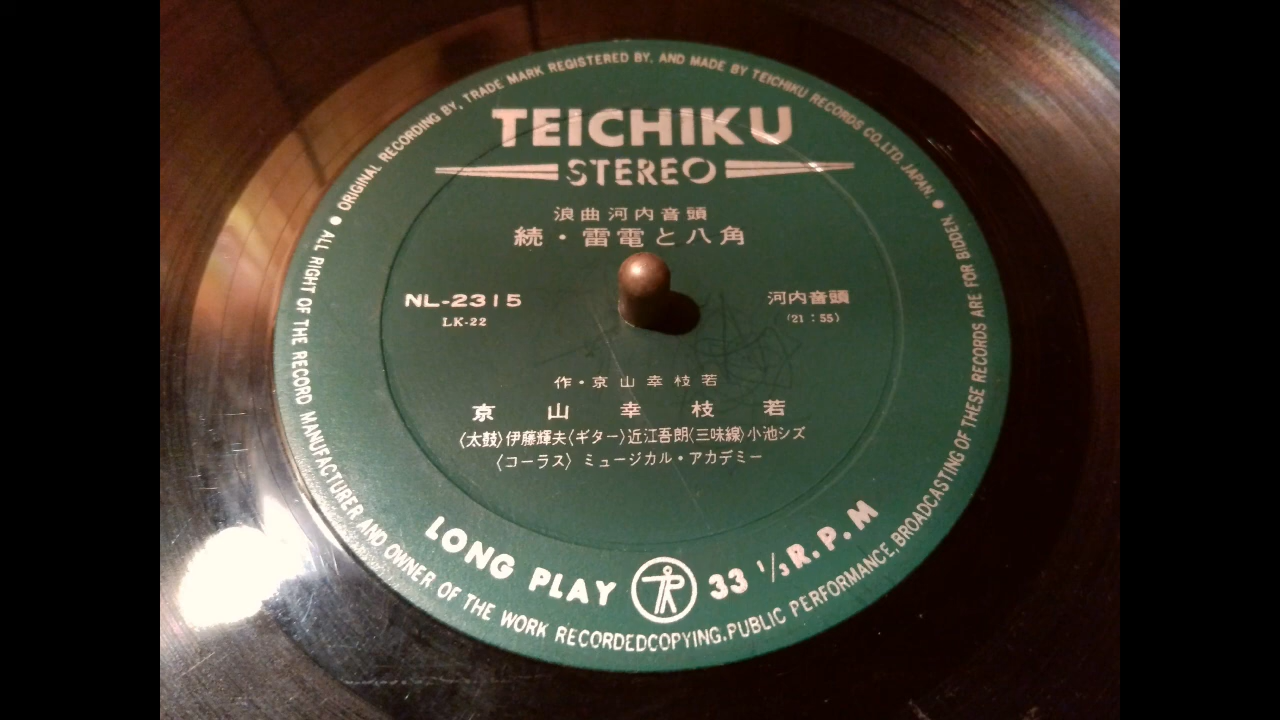 ● ORIGINAL RECORDING BY, TRADE MARK REGISTERED BY, AND MADE BY TEICHIKU RECORDS CO.,LTD. JAPAN. ●
TEICHIKU
STEREO
浪曲河内音頭
続・雷電と八角
NL-2315
LK-22
河内音頭
(21:55)
作・京山幸枝若
京山幸枝若
〈太鼓〉伊藤輝夫〈ギター〉近江吾朗〈三味線〉小池シズ
〈コーラス〉ミュージカル・アカデミー
LONG PLAY
33 1/3 R.P.M
ALL RIGHT OF THE RECORD MANUFACTURER AND OWNER OF THE WORK RECORDEDCOPYING.PUBLIC PERFORMANCE,BROADCASTING OF THESE RECORDS ARE FOR BIDDEN.